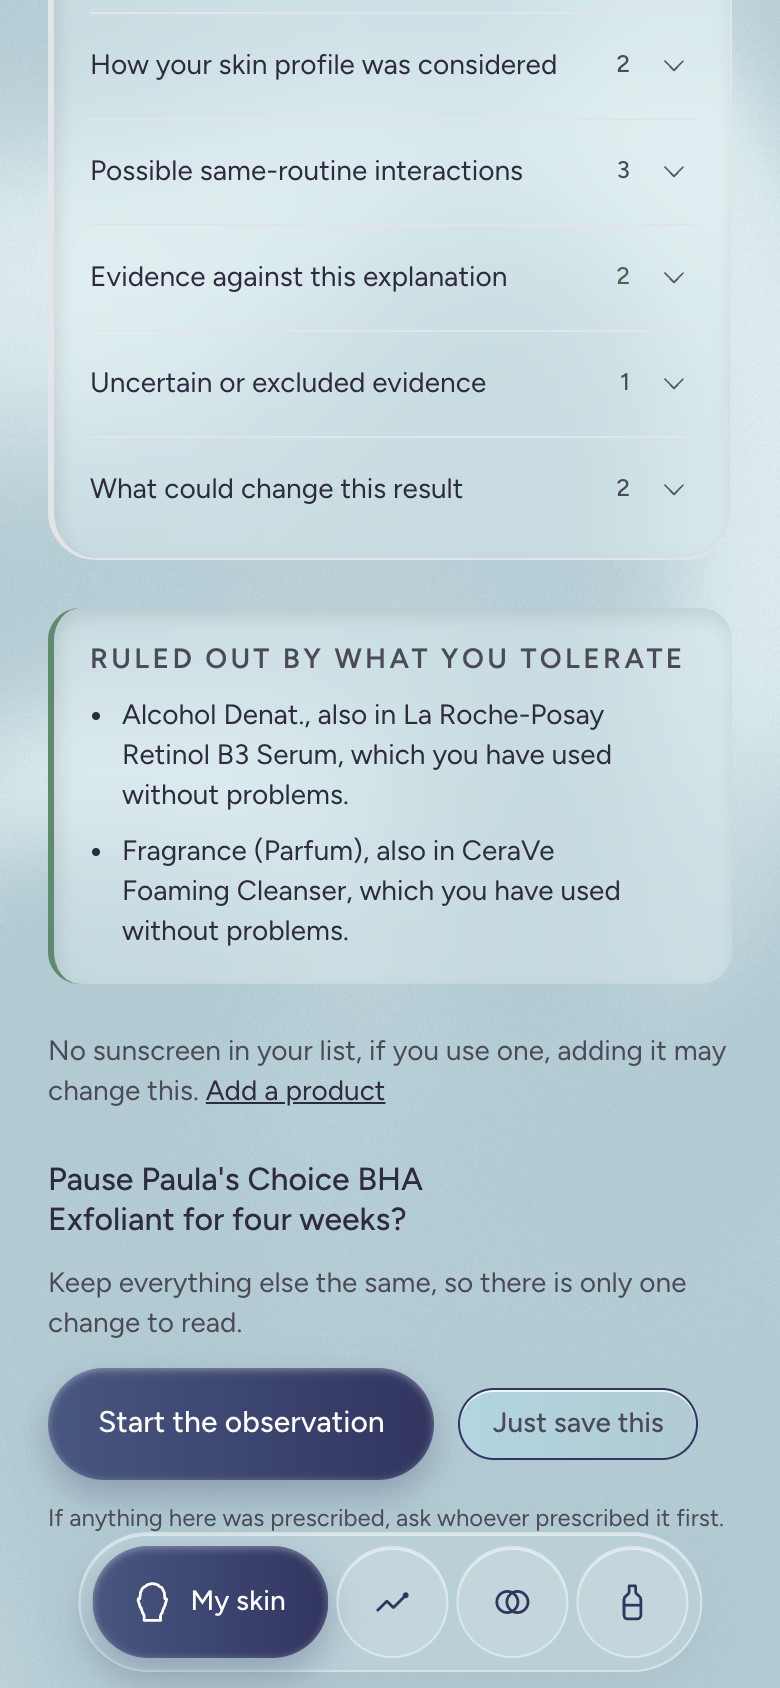 How your skin profile was considered 2
Possible same-routine interactions 3
Evidence against this explanation 2
Uncertain or excluded evidence 1
What could change this result 2
RULED OUT BY WHAT YOU TOLERATE
• Alcohol Denat., also in La Roche-Posay
Retinol B3 Serum, which you have used
without problems.
• Fragrance (Parfum), also in CeraVe
Foaming Cleanser, which you have used
without problems.
No sunscreen in your list, if you use one, adding it may
change this. Add a product
Pause Paula's Choice BHA
Exfoliant for four weeks?
Keep everything else the same, so there is only one
change to read.
Start the observation
Just save this
If anything here was prescribed, ask whoever prescribed it first.
My skin